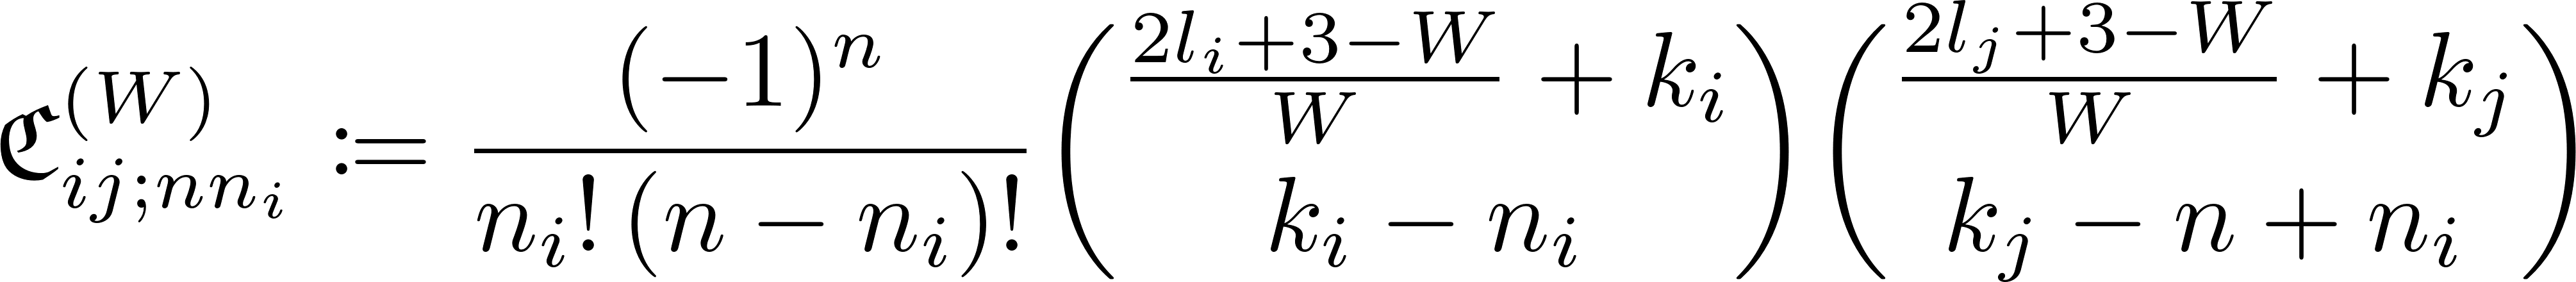 $\mathfrak{C}_{ij;nn_i}^{(W)} := \frac{(-1)^n}{n_i!\,(n-n_i)!} \binom{\frac{2l_i+3-W}{W}+k_i}{k_i-n_i} \binom{\frac{2l_j+3-W}{W}+k_j}{k_j-n+n_i}$